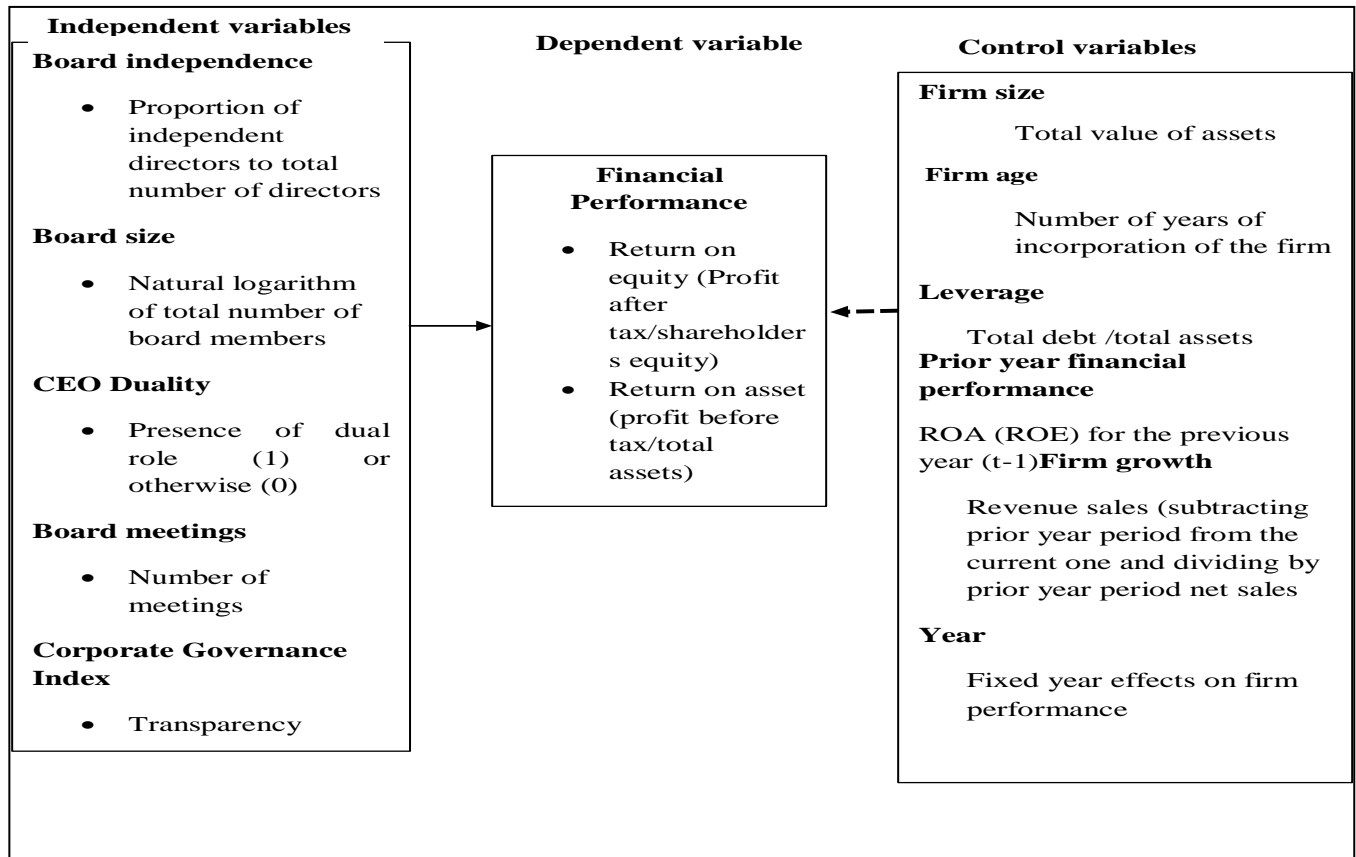 Independent variables
Board independence
• Proportion of
independent
directors to total
number of directors
Board size
• Natural logarithm
of total number of
board members
CEO Duality
• Presence of dual
role (1) or
otherwise (0)
Board meetings
• Number of
meetings
Corporate Governance
Index
• Transparency
Dependent variable
Financial
Performance
• Return on
equity (Profit
after
tax/shareholder
s equity)
• Return on asset
(profit before
tax/total
assets)
Control variables
Firm size
Total value of assets
Firm age
Number of years of
incorporation of the firm
Leverage
Total debt /total assets
Prior year financial
performance
ROA (ROE) for the previous
year (t-1)Firm growth
Revenue sales (subtracting
prior year period from the
current one and dividing by
prior year period net sales
Year
Fixed year effects on firm
performance